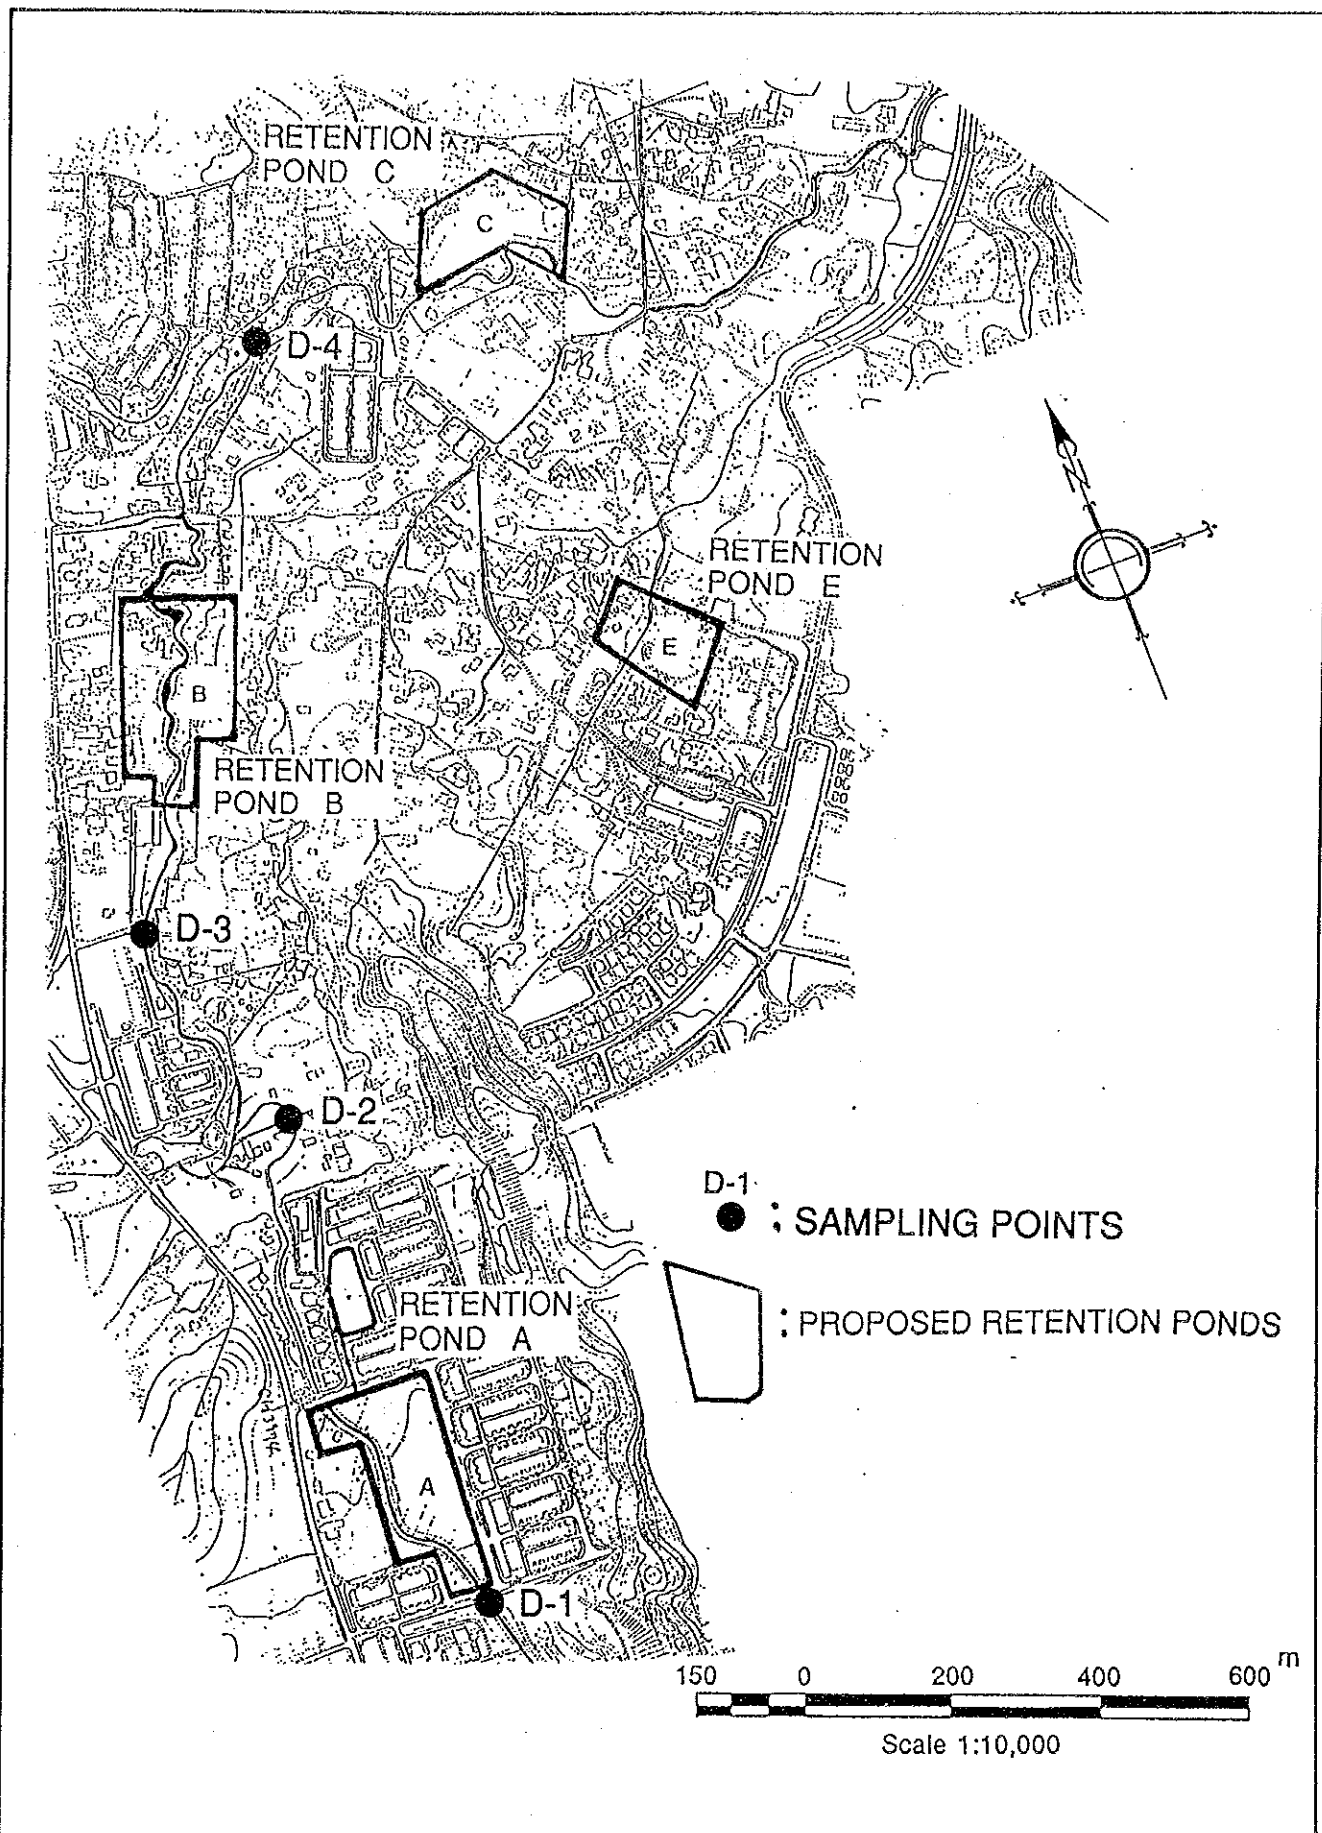 RETENTION
POND C
C
D-4
RETENTION
POND E
E
B
RETENTION
POND B
D-3
D-2
D-1
: SAMPLING POINTS
RETENTION
POND A
: PROPOSED RETENTION PONDS
A
D-1
150 0 200 400 600 m
Scale 1:10,000
N